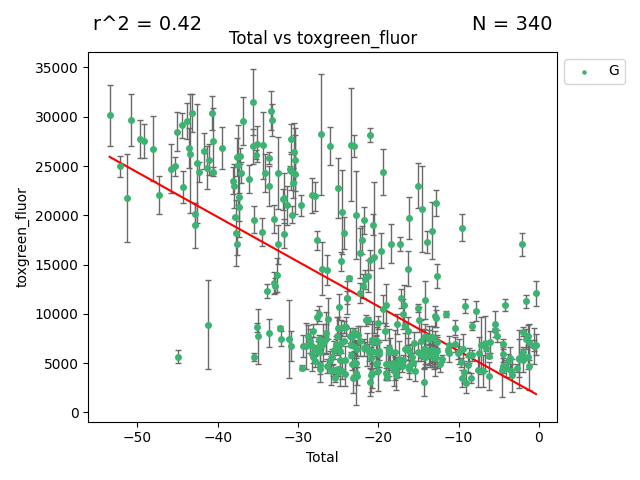 r^2 = 0.42
N = 340
Total vs toxgreen_fluor
G
35000
30000
25000
20000
15000
10000
5000
0
toxgreen_fluor
−50
−40
−30
−20
−10
0
Total